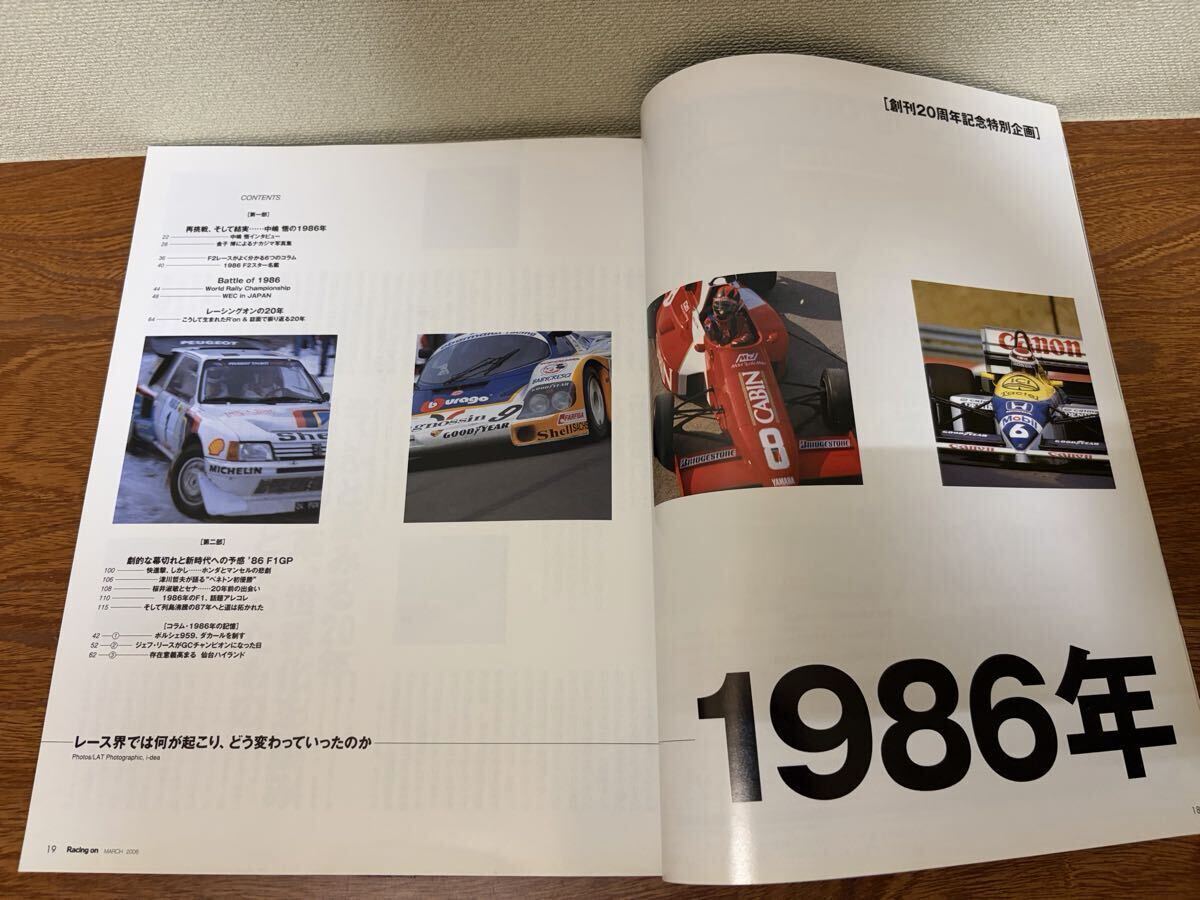 [創刊20周年記念特別企画]
1986年
18
CONTENTS
[第一部]
再挑戦、そして結実……中嶋 悟の1986年
22 中嶋 悟インタビュー
28 金子 博によるナカジマ写真集
36 F2レースがよく分かる6つのコラム
40 1986 F2スター名鑑
Battle of 1986
44 World Rally Championship
48 WEC in JAPAN
レーシングオンの20年
64 こうして生まれたR'on & 誌面で振り返る20年
PEUGEOT
Shell
MICHELIN
burago
GOODYEAR
9
Shell
FARFISA
GOODYEAR
CABIN
8
BRIDGESTONE
BRIDGESTONE
YAMAHA
Canon
Tactel
HONDA
Mobil
6
GOODYEAR
Canon
Canon
[第二部]
劇的な幕切れと新時代への予感 '86 F1GP
100 快進撃、しかし……ホンダとマンセルの悲劇
106 津川哲夫が語る"ベネトン初優勝"
108 桜井淑敏とセナ……20年前の出会い
110 1986年のF1、話題アレコレ
115 そして列島沸騰の87年へと道は拓かれた
[コラム・1986年の記憶]
42 ① ポルシェ959、ダカールを制す
52 ② ジェフ・リースがGCチャンピオンになった日
62 ③ 存在意義高まる 仙台ハイランド
レース界では何が起こり、どう変わっていったのか
Photos/LAT Photographic, i-dea
19 Racing on MARCH 2006